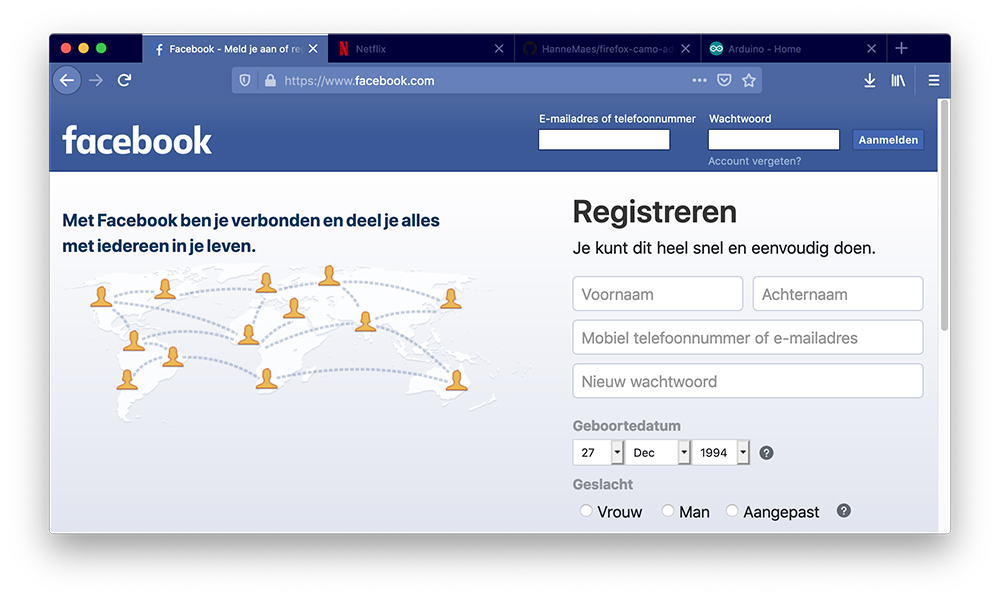 Facebook - Meld je aan of re
Netflix
HanneMaes/firefox-camo-ad
Arduino - Home
https://www.facebook.com
facebook
E-mailadres of telefoonnummer
Wachtwoord
Aanmelden
Account vergeten?
Met Facebook ben je verbonden en deel je alles
met iedereen in je leven.
Registreren
Je kunt dit heel snel en eenvoudig doen.
Voornaam
Achternaam
Mobiel telefoonnummer of e-mailadres
Nieuw wachtwoord
Geboortedatum
27
Dec
1994
Geslacht
Vrouw
Man
Aangepast